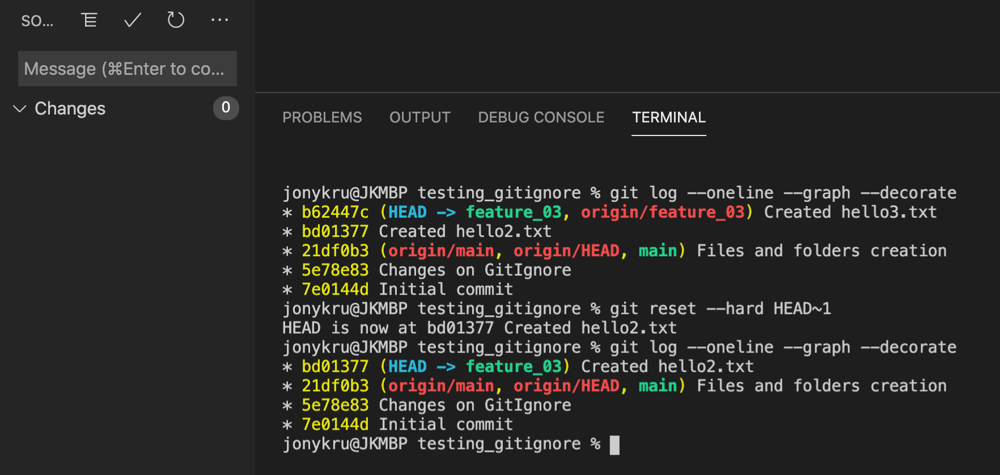 SO...
Message (⌘Enter to co...
Changes 0
PROBLEMS OUTPUT DEBUG CONSOLE TERMINAL
jonykru@JKMBP testing_gitignore % git log --oneline --graph --decorate
* b62447c (HEAD -> feature_03, origin/feature_03) Created hello3.txt
* bd01377 Created hello2.txt
* 21df0b3 (origin/main, origin/HEAD, main) Files and folders creation
* 5e78e83 Changes on GitIgnore
* 7e0144d Initial commit
jonykru@JKMBP testing_gitignore % git reset --hard HEAD~1
HEAD is now at bd01377 Created hello2.txt
jonykru@JKMBP testing_gitignore % git log --oneline --graph --decorate
* bd01377 (HEAD -> feature_03) Created hello2.txt
* 21df0b3 (origin/main, origin/HEAD, main) Files and folders creation
* 5e78e83 Changes on GitIgnore
* 7e0144d Initial commit
jonykru@JKMBP testing_gitignore %